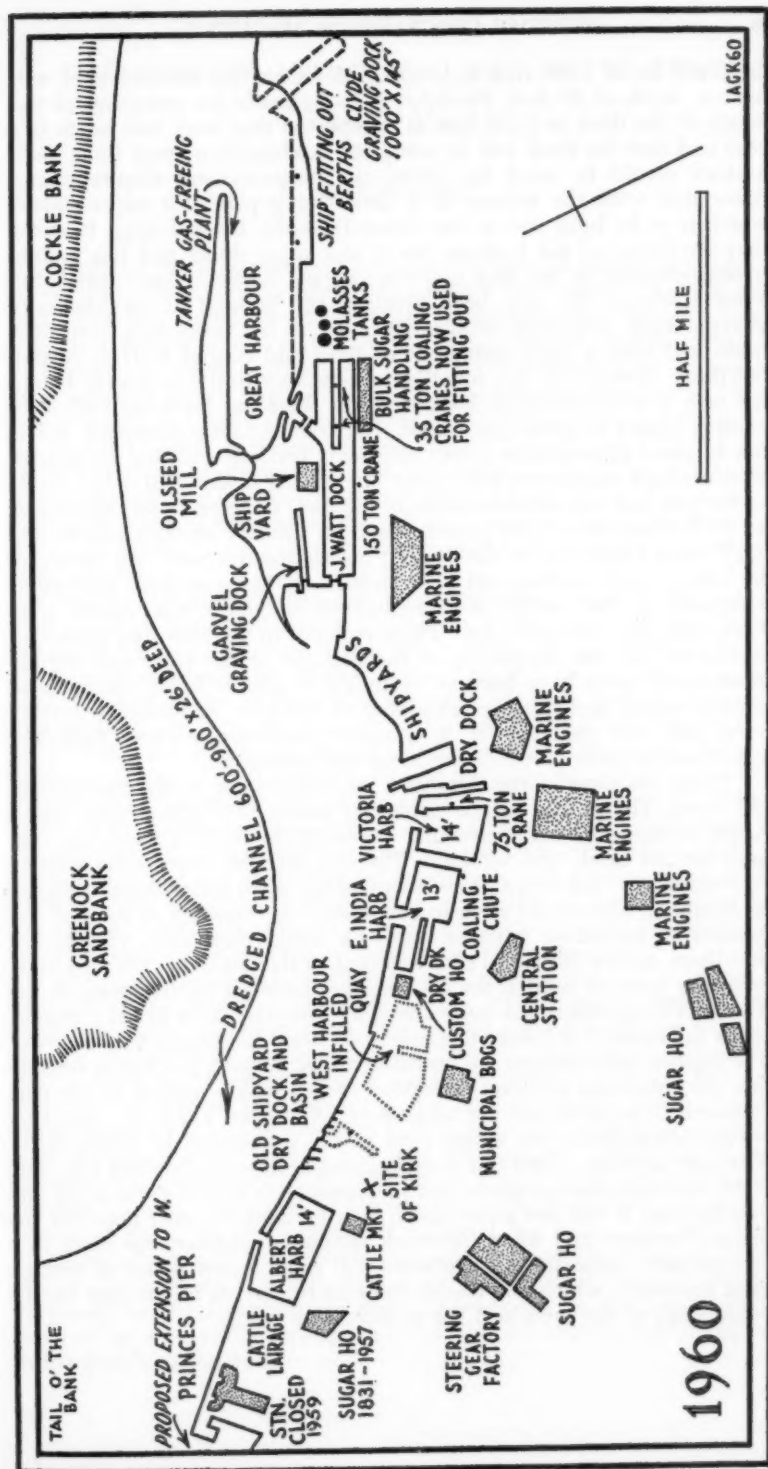 TAIL O' THE
BANK
PROPOSED EXTENSION TO W.
PRINCES PIER
STN.
CLOSED
1959
CATTLE
LAIRAGE
ALBERT
HARB
14'
SUGAR HO
1831-1957
CATTLE MKT
X
SITE
OF KIRK
STEERING
GEAR
FACTORY
SUGAR HO
1960
GREENOCK
SANDBANK
DREDGED CHANNEL 600'-900' X 26' DEEP
OLD SHIPYARD
DRY DOCK AND
BASIN
WEST HARBOUR
INFILLED
QUAY
E. INDIA
HARB
13'
VICTORIA
HARB
14'
DRY DK
CUSTOM HO.
COALING
CHUTE
MUNICIPAL BDGS
CENTRAL
STATION
SUGAR HO.
MARINE
ENGINES
75 TON
CRANE
MARINE
ENGINES
DRY DOCK
MARINE
ENGINES
SHIPYARDS
GARVEL
GRAVING DOCK
SHIP
YARD
OILSEED
MILL
J. WATT DOCK
150 TON CRANE
MARINE
ENGINES
COCKLE BANK
TANKER GAS-FREEING
PLANT
GREAT HARBOUR
MOLASSES
TANKS
BULK SUGAR
HANDLING
35 TON COALING
CRANES NOW USED
FOR FITTING OUT
SHIP FITTING OUT
BERTHS
CLYDE
GRAVING DOCK
1000' X 145'
HALF MILE
IACK60